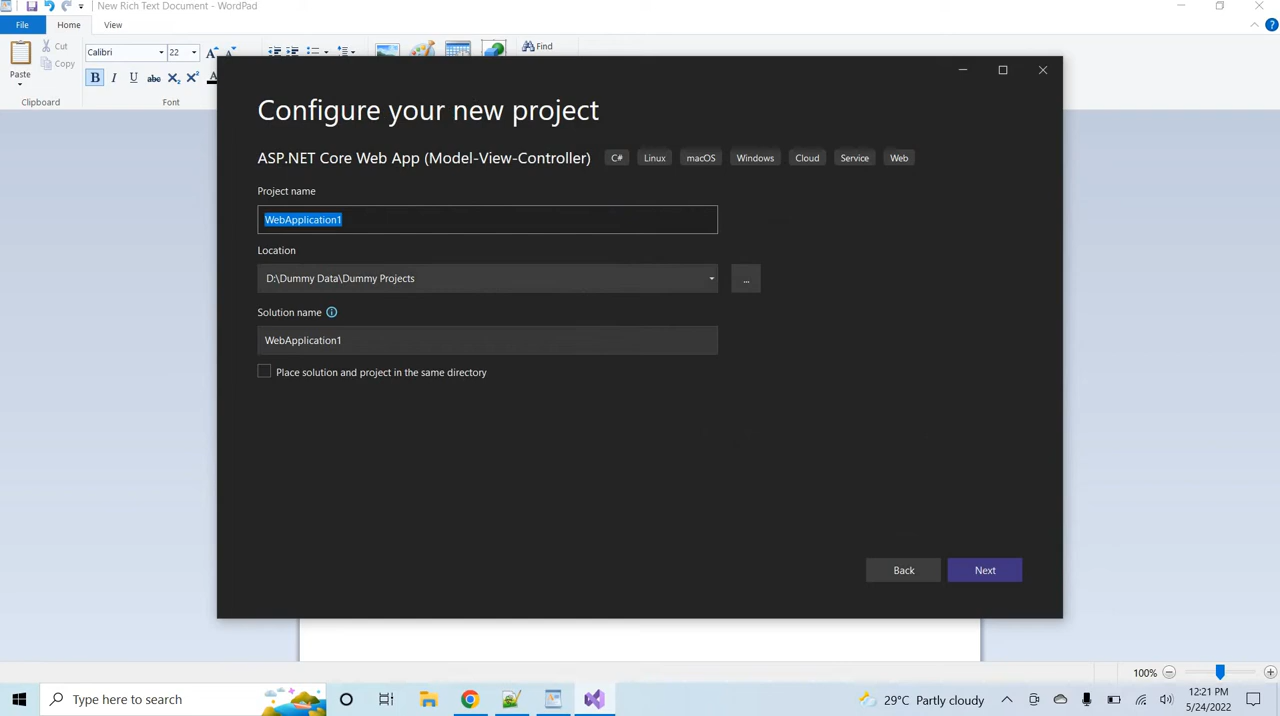 New Rich Text Document - WordPad
File
Home
View
Cut
Calibri
22
Find
Paste
Copy
B I U abc X₂ X² A
Clipboard
Font
Configure your new project
ASP.NET Core Web App (Model-View-Controller) C# Linux macOS Windows Cloud Service Web
Project name
WebApplication1
Location
D:\Dummy Data\Dummy Projects
...
Solution name
WebApplication1
Place solution and project in the same directory
Back
Next
100%
Type here to search
29°C Partly cloudy
12:21 PM
5/24/2022